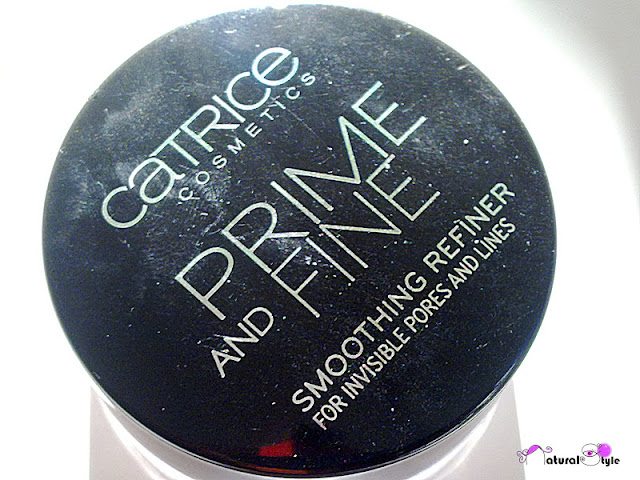 CATRICE
COSMETICS
PRIME
AND FINE
SMOOTHING REFINER
FOR INVISIBLE PORES AND LINES
Natural Style